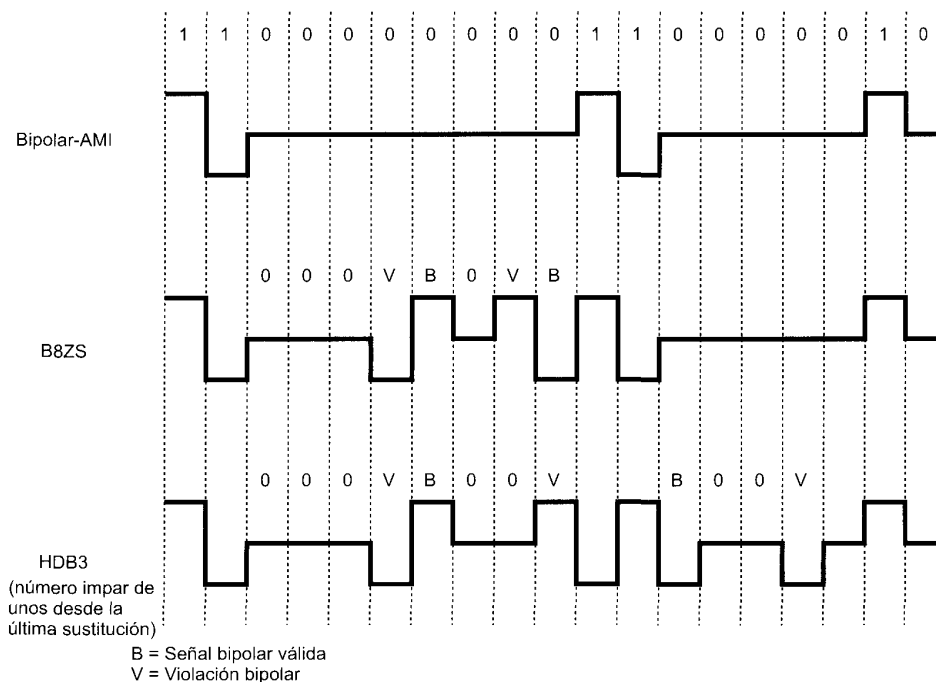 1 1 0 0 0 0 0 0 0 0 1 1 0 0 0 0 0 1 0
Bipolar-AMI
0 0 0 V B 0 V B
B8ZS
0 0 0 V B 0 0 V B 0 0 V
HDB3
(número impar de
unos desde la
última sustitución)
B = Señal bipolar válida
V = Violación bipolar